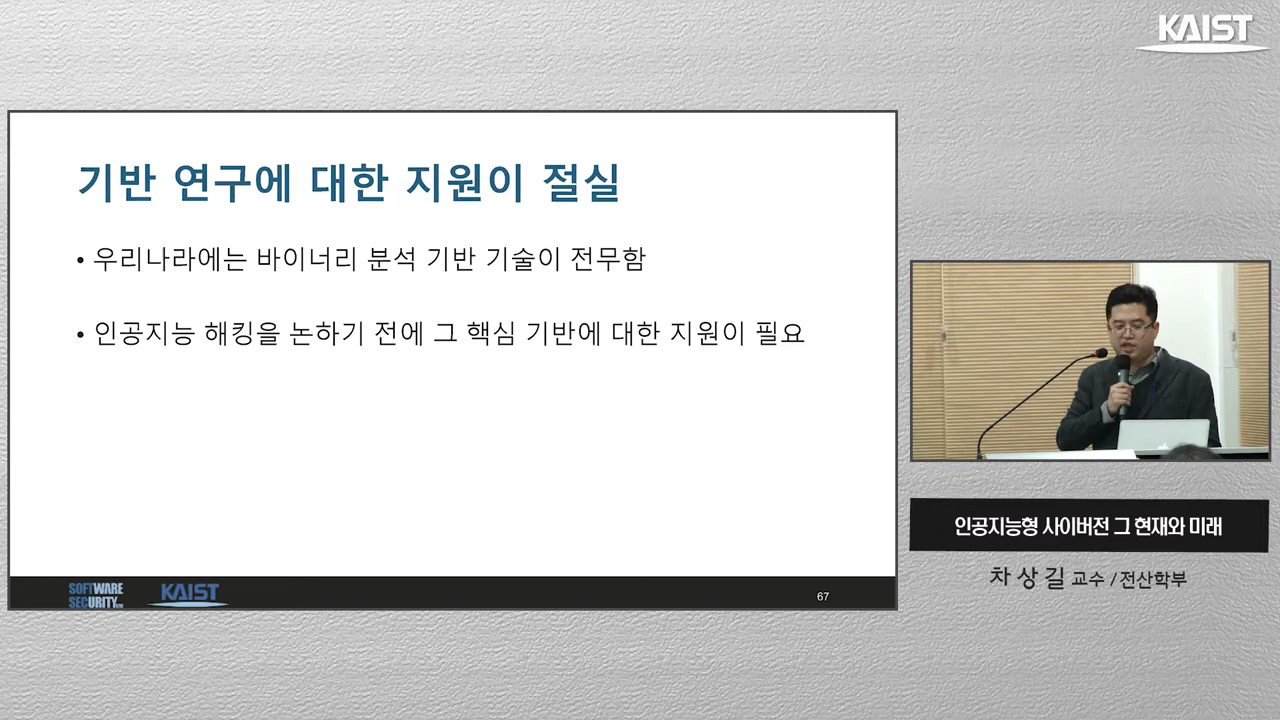 KAIST
기반 연구에 대한 지원이 절실
• 우리나라에는 바이너리 분석 기반 기술이 전무함
• 인공지능 해킹을 논하기 전에 그 핵심 기반에 대한 지원이 필요
SOFTWARE
SECURITY
KAIST
67
인공지능형 사이버전 그 현재와 미래
차상길 교수 / 전산학부